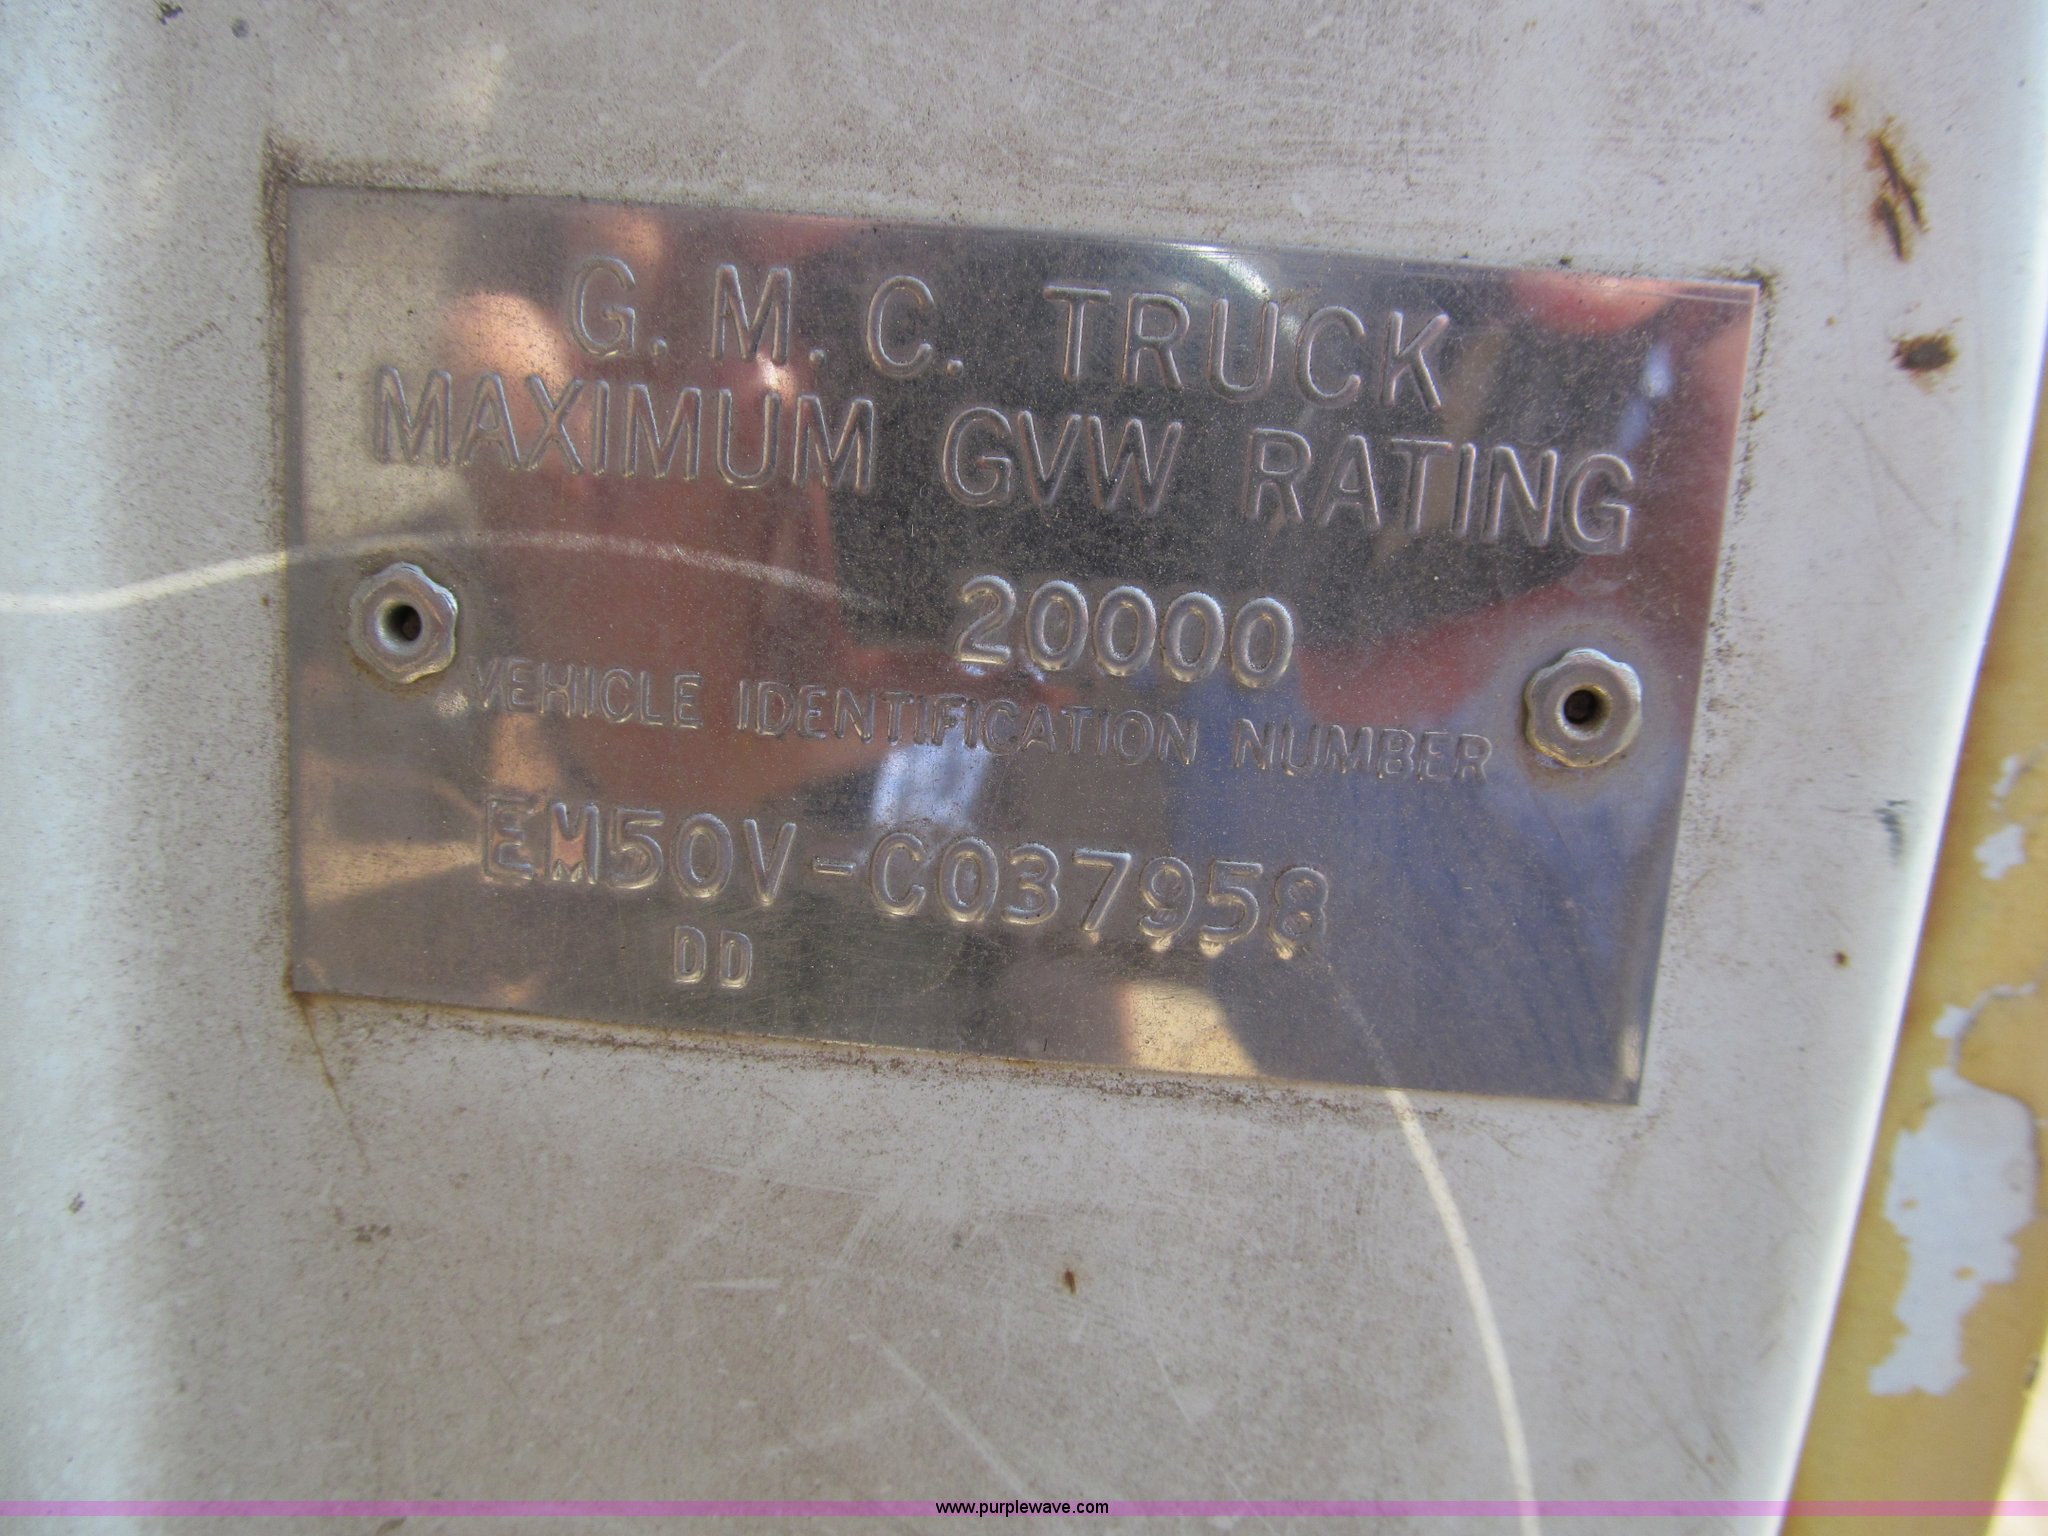 G. M. C. TRUCK
MAXIMUM GVW RATING
20000
VEHICLE IDENTIFICATION NUMBER
EM50V-C037958
DD
www.purplewave.com